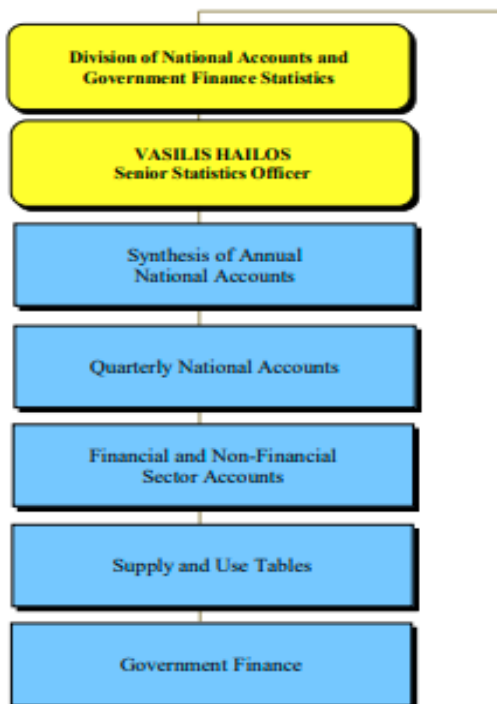 Division of National Accounts and
Government Finance Statistics
VASILIS HAILOS
Senior Statistics Officer
Synthesis of Annual
National Accounts
Quarterly National Accounts
Financial and Non-Financial
Sector Accounts
Supply and Use Tables
Government Finance